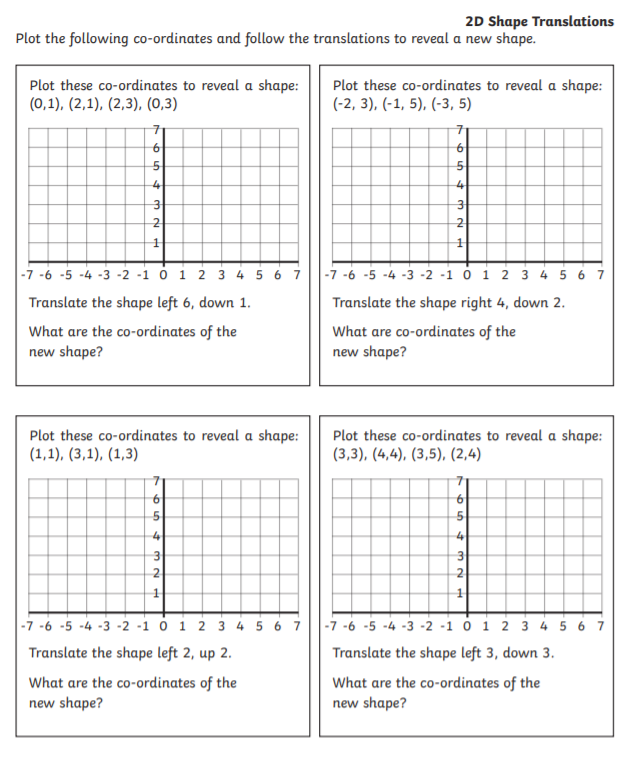 2D Shape Translations
Plot the following co-ordinates and follow the translations to reveal a new shape.
Plot these co-ordinates to reveal a shape:
(0,1), (2,1), (2,3), (0,3)
7
6
5
4
3
2
1
-7 -6 -5 -4 -3 -2 -1 0 1 2 3 4 5 6 7
Translate the shape left 6, down 1.
What are the co-ordinates of the
new shape?
Plot these co-ordinates to reveal a shape:
(-2, 3), (-1, 5), (-3, 5)
7
6
5
4
3
2
1
-7 -6 -5 -4 -3 -2 -1 0 1 2 3 4 5 6 7
Translate the shape right 4, down 2.
What are co-ordinates of the
new shape?
Plot these co-ordinates to reveal a shape:
(1,1), (3,1), (1,3)
7
6
5
4
3
2
1
-7 -6 -5 -4 -3 -2 -1 0 1 2 3 4 5 6 7
Translate the shape left 2, up 2.
What are the co-ordinates of the
new shape?
Plot these co-ordinates to reveal a shape:
(3,3), (4,4), (3,5), (2,4)
7
6
5
4
3
2
1
-7 -6 -5 -4 -3 -2 -1 0 1 2 3 4 5 6 7
Translate the shape left 3, down 3.
What are the co-ordinates of the
new shape?